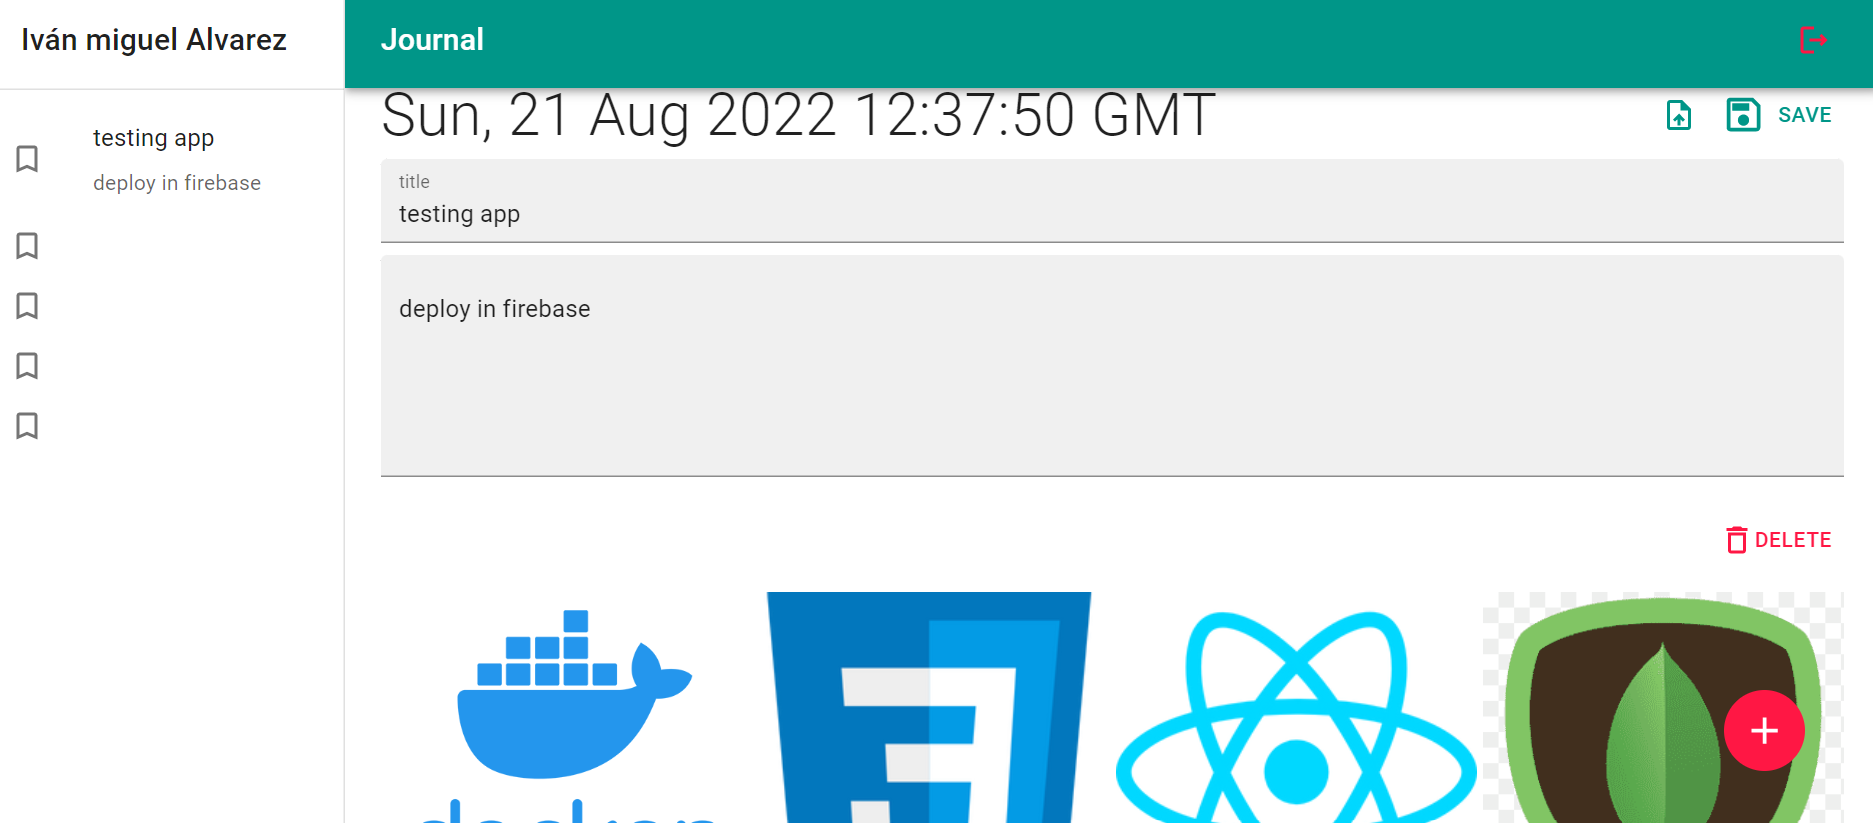 Iván miguel Alvarez
Journal
testing app
deploy in firebase
Sun, 21 Aug 2022 12:37:50 GMT
SAVE
title
testing app
deploy in firebase
DELETE